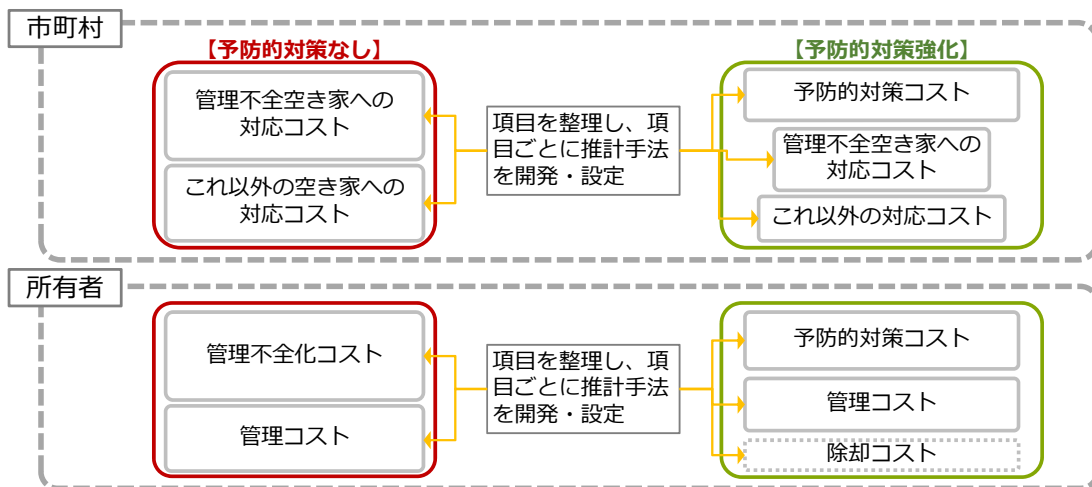 市町村
【予防的対策なし】
管理不全空き家への
対応コスト
これ以外の空き家への
対応コスト
項目を整理し、項
目ごとに推計手法
を開発・設定
【予防的対策強化】
予防的対策コスト
管理不全空き家への
対応コスト
これ以外の対応コスト
所有者
管理不全化コスト
管理コスト
項目を整理し、項
目ごとに推計手法
を開発・設定
予防的対策コスト
管理コスト
除却コスト